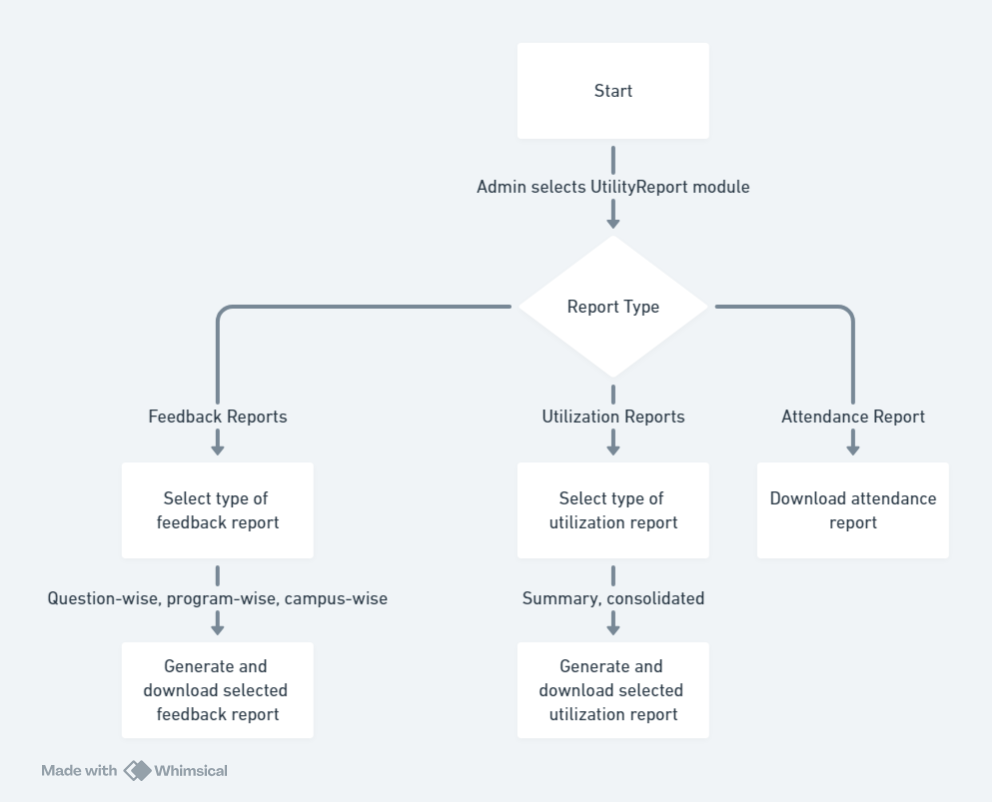 Start
Admin selects UtilityReport module
Report Type
Feedback Reports
Utilization Reports
Attendance Report
Select type of
feedback report
Select type of
utilization report
Download attendance
report
Question-wise, program-wise, campus-wise
Summary, consolidated
Generate and
download selected
feedback report
Generate and
download selected
utilization report
Made with Whimsical